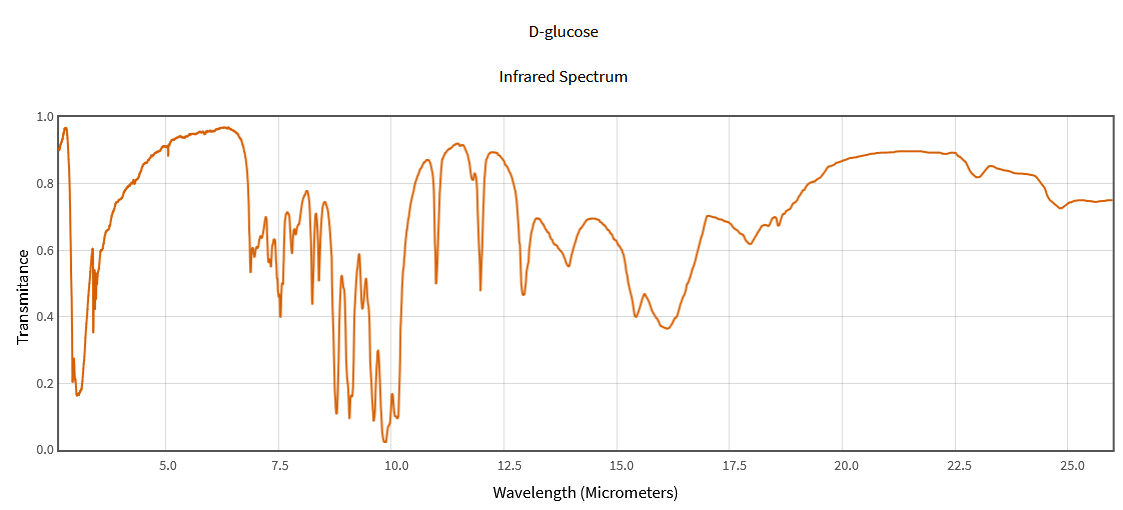 D-glucose
Infrared Spectrum
1.0
0.8
0.6
0.4
0.2
0.0
Transmitance
5.0 7.5 10.0 12.5 15.0 17.5 20.0 22.5 25.0
Wavelength (Micrometers)